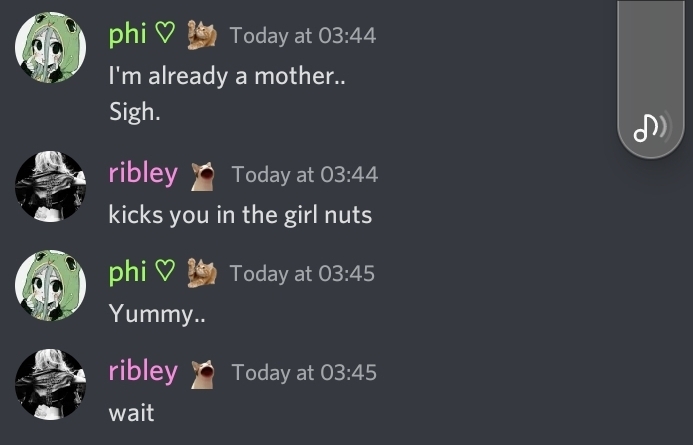 phi ♡ Today at 03:44
I'm already a mother..
Sigh.
ribley Today at 03:44
kicks you in the girl nuts
phi ♡ Today at 03:45
Yummy..
ribley Today at 03:45
wait